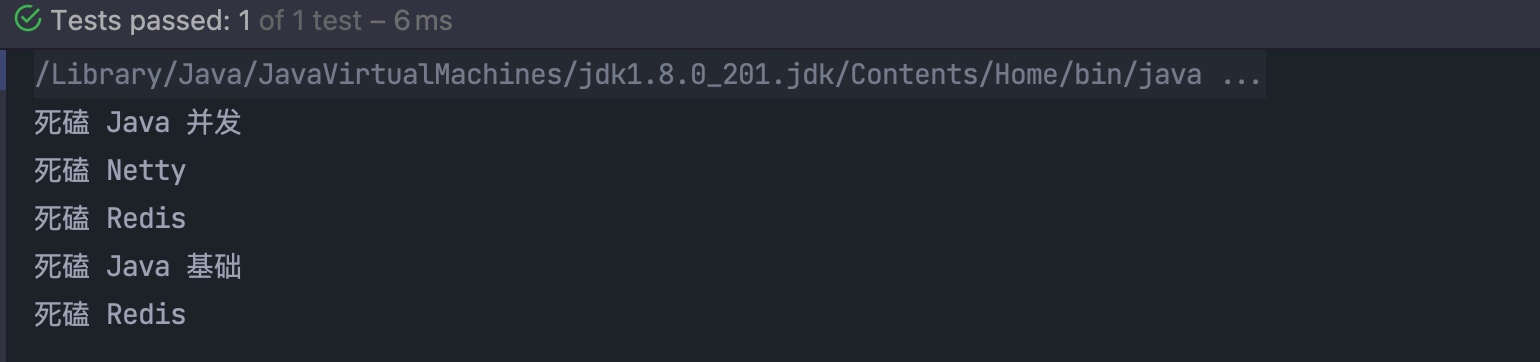 Tests passed: 1 of 1 test – 6 ms
/Library/Java/JavaVirtualMachines/jdk1.8.0_201.jdk/Contents/Home/bin/java ...
死磕 Java 并发
死磕 Netty
死磕 Redis
死磕 Java 基础
死磕 Redis